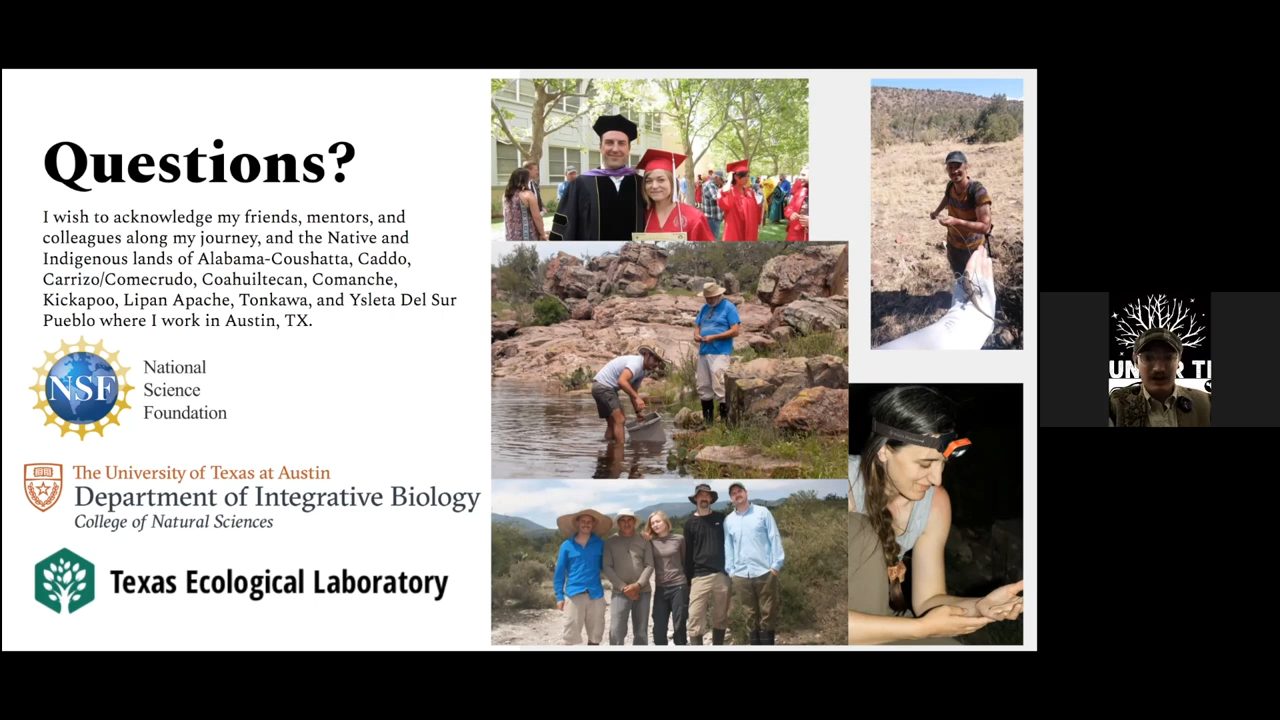 Questions?
I wish to acknowledge my friends, mentors, and
colleagues along my journey, and the Native and
Indigenous lands of Alabama-Coushatta, Caddo,
Carrizo/Comecrudo, Coahuiltecan, Comanche,
Kickapoo, Lipan Apache, Tonkawa, and Ysleta Del Sur
Pueblo where I work in Austin, TX.
NSF
National
Science
Foundation
The University of Texas at Austin
Department of Integrative Biology
College of Natural Sciences
Texas Ecological Laboratory